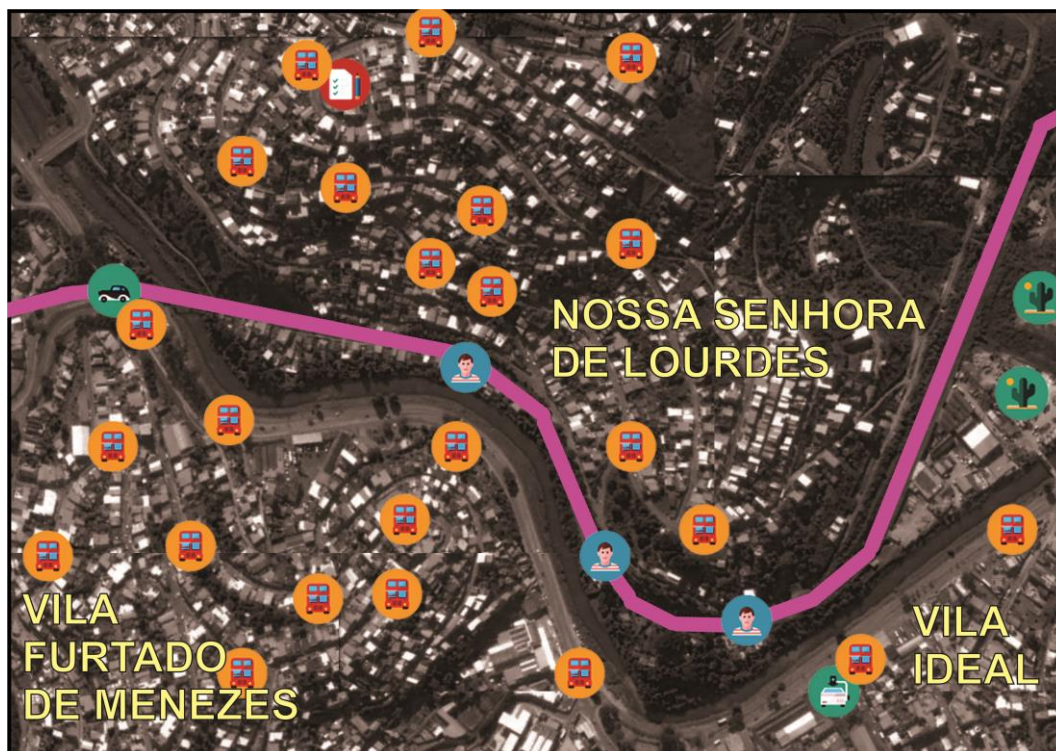 NOSSA SENHORA
DE LOURDES
VILA
FURTADO
DE MENEZES
VILA
IDEAL